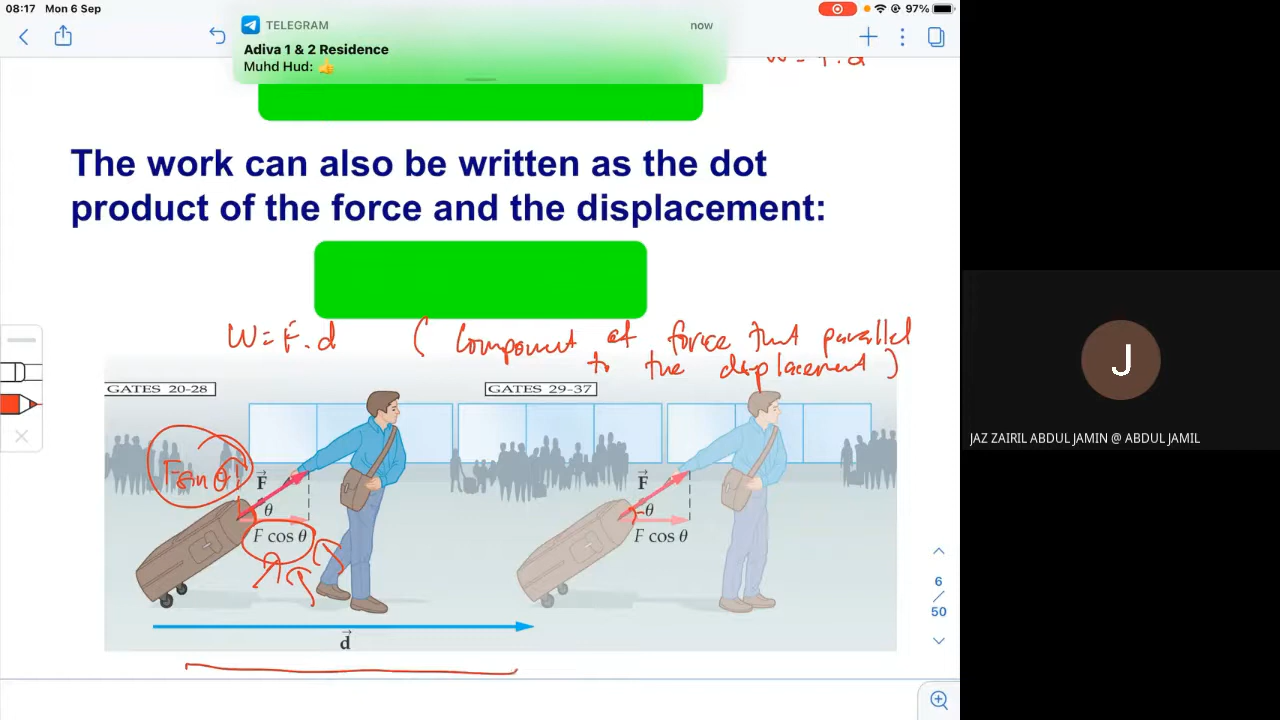 08:17 Mon 6 Sep
97%
TELEGRAM
now
Adiva 1 & 2 Residence
Muhd Hud: 👍
W = F.d
The work can also be written as the dot
product of the force and the displacement:
W = F.d ( component of force that parallel
to the displacement )
GATES 20-28
GATES 29-37
F sin θ
F
θ
F cos θ
F
θ
F cos θ
d
6
/
50
J
JAZ ZAIRIL ABDUL JAMIN @ ABDUL JAMIL